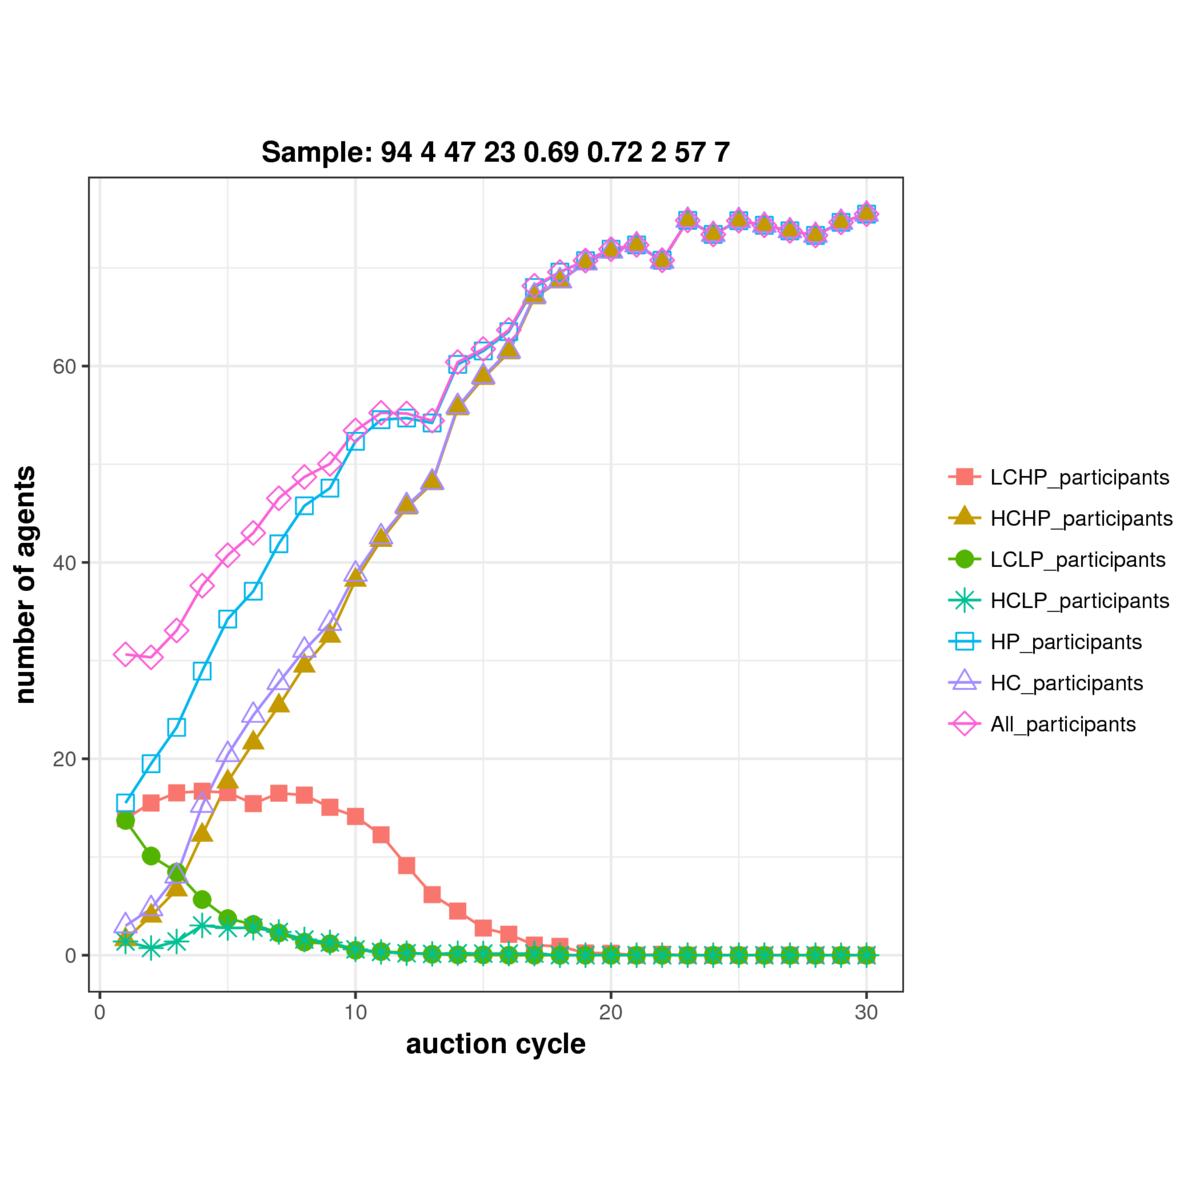 Sample: 94 4 47 23 0.69 0.72 2 57 7
number of agents
60
40
20
0
0 10 20 30
auction cycle
LCHP_participants
HCHP_participants
LCLP_participants
HCLP_participants
HP_participants
HC_participants
All_participants